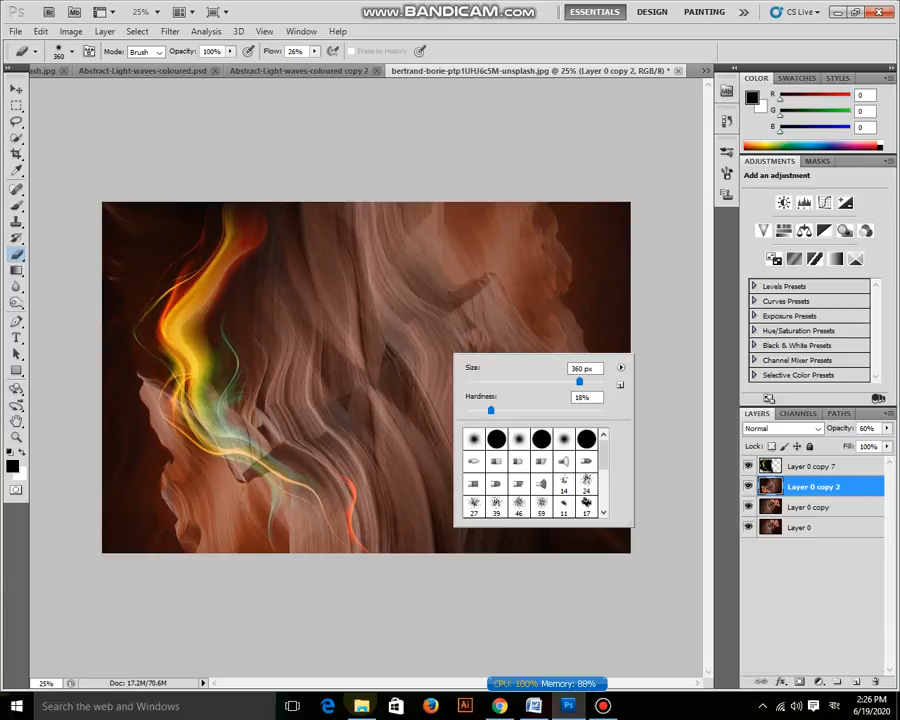 Ps Br Mb 25% WWW.BANDICAM.COM ESSENTIALS DESIGN PAINTING CS Live
File Edit Image Layer Select Filter Analysis 3D View Window Help
360 Mode: Brush Opacity: 100% Flow: 26% Erase to History
ash.jpg Abstract-Light-waves-coloured.psd Abstract-Light-waves-coloured copy 2 bertrand-borie-ptp1UHJ6c5M-unsplash.jpg @ 25% (Layer 0 copy 2, RGB/8) *
COLOR SWATCHES STYLES
R 0
G 0
B 0
ADJUSTMENTS MASKS
Add an adjustment
Levels Presets
Curves Presets
Exposure Presets
Hue/Saturation Presets
Black & White Presets
Channel Mixer Presets
Selective Color Presets
Size: 360 px
Hardness: 18%
14 24
27 39 46 59 11 17
LAYERS CHANNELS PATHS
Normal Opacity: 60%
Lock: Fill: 100%
Layer 0 copy 7
Layer 0 copy 2
Layer 0 copy
Layer 0
25% Doc: 17.2M/70.6M
CPU: 100% Memory: 88%
Search the web and Windows
বাং
2:26 PM
6/19/2020